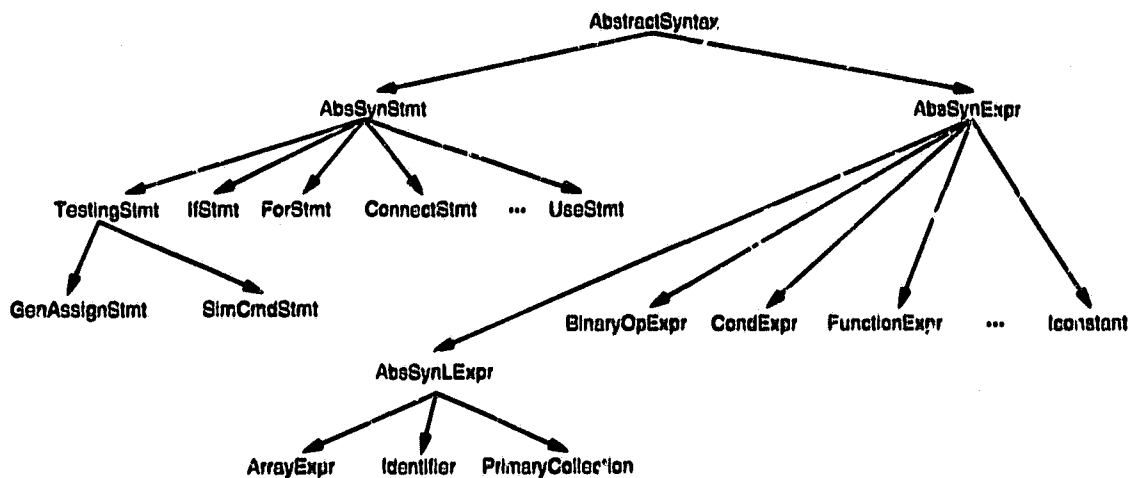 AbstractSyntax
AbsSynStmt AbsSynExpr
TestingStmt IfStmt ForStmt ConnectStmt ... UseStmt
GenAssignStmt SimCmdStmt
BinaryOpExpr CondExpr FunctionExpr ... Iconstant
AbsSynLExpr
ArrayExpr Identifier PrimaryCollection